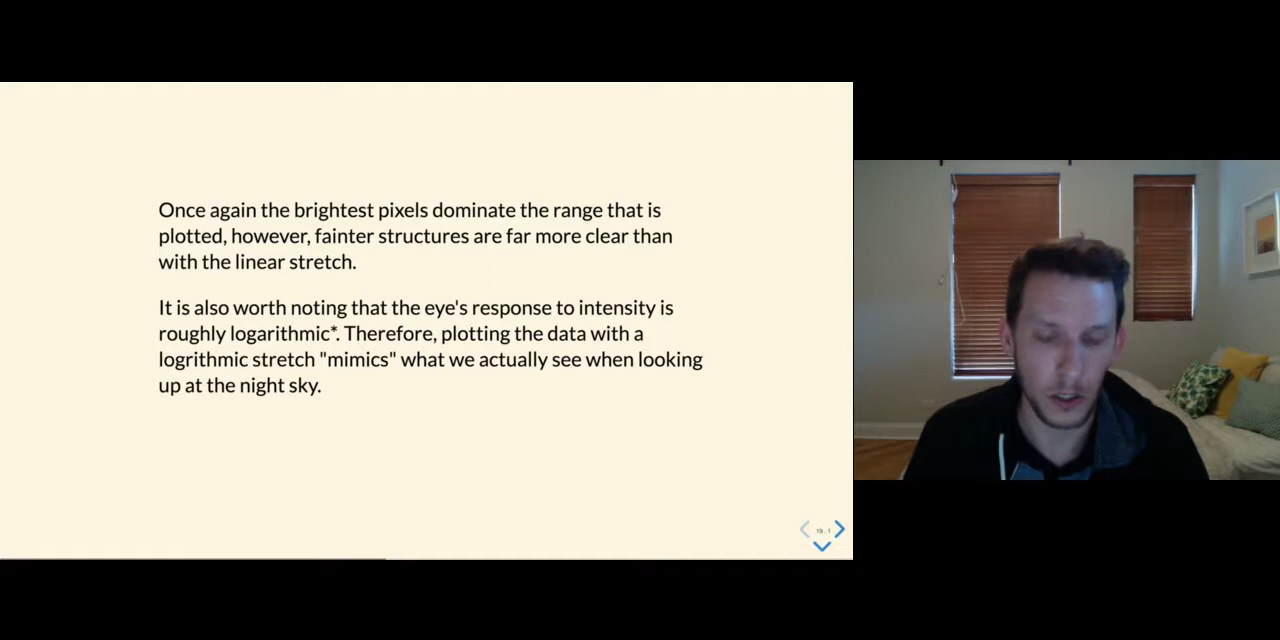 Once again the brightest pixels dominate the range that is
plotted, however, fainter structures are far more clear than
with the linear stretch.
It is also worth noting that the eye's response to intensity is
roughly logarithmic*. Therefore, plotting the data with a
logrithmic stretch "mimics" what we actually see when looking
up at the night sky.
19.1